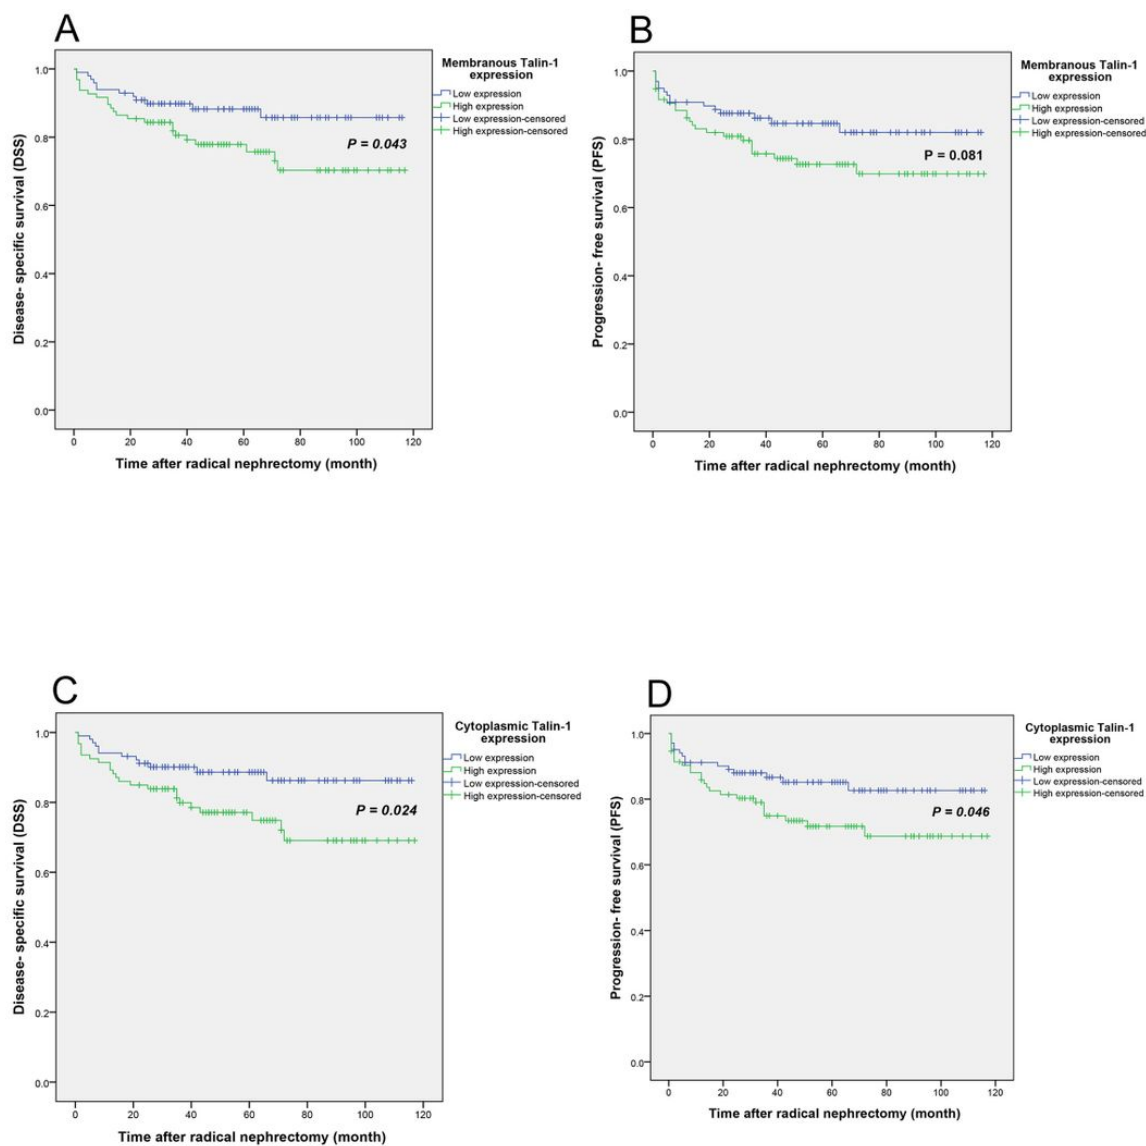 A
Membranous Talin-1
expression
Low expression
High expression
Low expression-censored
High expression-censored
P = 0.043
Disease- specific survival (DSS)
1.0
0.8
0.6
0.4
0.2
0.0
0 20 40 60 80 100 120
Time after radical nephrectomy (month)
B
Membranous Talin-1
expression
Low expression
High expression
Low expression-censored
High expression-censored
P = 0.081
Progression- free survival (PFS)
1.0
0.8
0.6
0.4
0.2
0.0
0 20 40 60 80 100 120
Time after radical nephrectomy (month)
C
Cytoplasmic Talin-1
expression
Low expression
High expression
Low expression-censored
High expression-censored
P = 0.024
Disease- specific survival (DSS)
1.0
0.8
0.6
0.4
0.2
0.0
0 20 40 60 80 100 120
Time after radical nephrectomy (month)
D
Cytoplasmic Talin-1
expression
Low expression
High expression
Low expression-censored
High expression-censored
P = 0.046
Progression- free survival (PFS)
1.0
0.8
0.6
0.4
0.2
0.0
0 20 40 60 80 100 120
Time after radical nephrectomy (month)